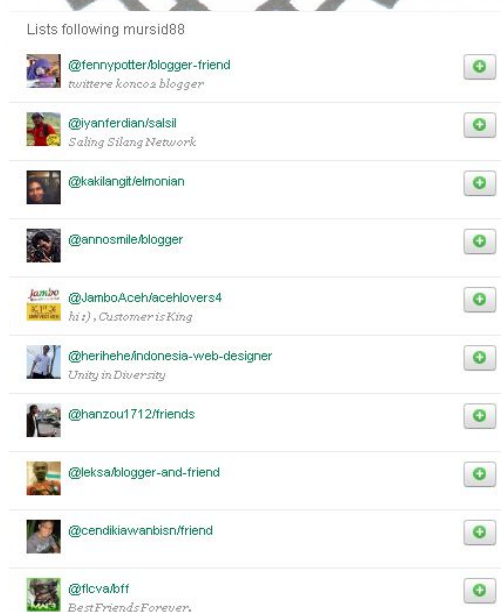 Lists following mursid88
@fennypotter/blogger-friend
twittere konco2 blogger
@iyanferdian/salsil
Saling Silang Network
@kakilangit/elmonian
@annosmile/blogger
jambo
@JamboAceh/acehlovers4
hi :) , Customer is King
@herihehe/indonesia-web-designer
Unity in Diversity
@hanzou1712/friends
@leksa/blogger-and-friend
@cendikiawanbisn/friend
@flcva/bff
BestFriendsForever.